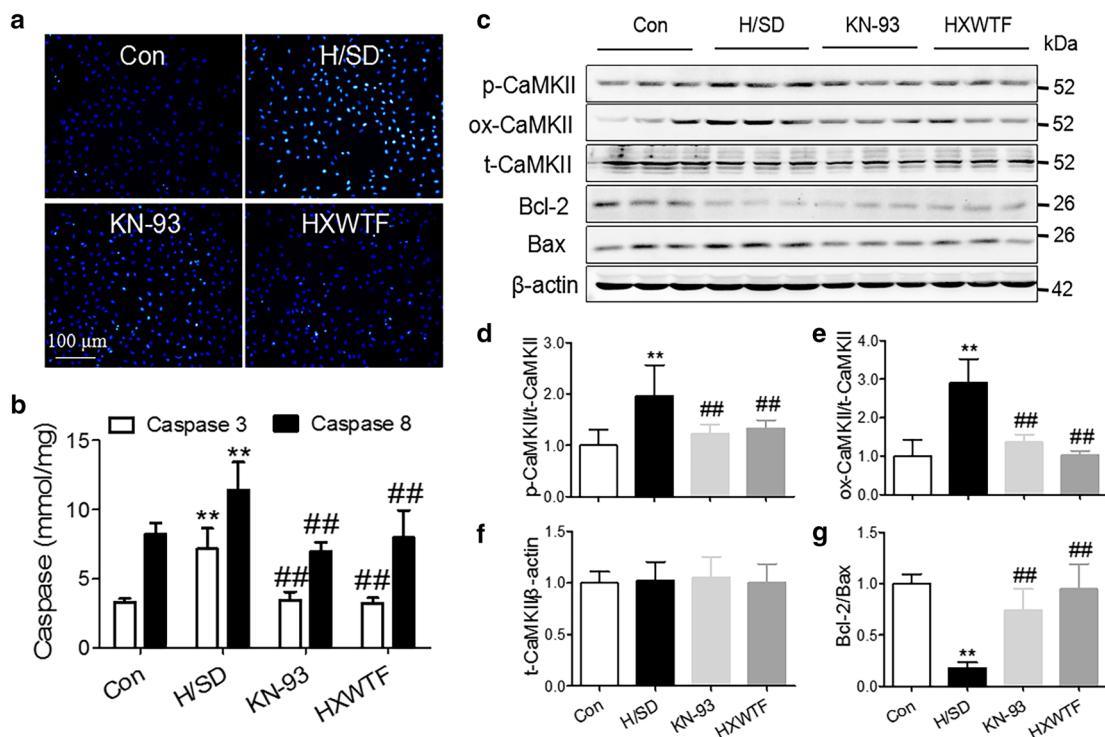 a
Con
H/SD
KN-93
HXWTF
100 μm
b
Caspase 3
Caspase 8
Caspase (mmol/mg)
15
10
5
0
**
**
##
##
##
##
Con
H/SD
KN-93
HXWTF
c
Con
H/SD
KN-93
HXWTF
kDa
p-CaMKII
52
ox-CaMKII
52
t-CaMKII
52
Bcl-2
26
Bax
26
β-actin
42
d
p-CaMKII/t-CaMKII
3.0
2.0
1.0
0.0
**
##
##
e
ox-CaMKII/t-CaMKII
4.0
3.0
2.0
1.0
0.0
**
##
##
f
t-CaMKII/β-actin
1.5
1.0
0.5
0.0
Con
H/SD
KN-93
HXWTF
g
Bcl-2/Bax
1.5
1.0
0.5
0.0
**
##
##
Con
H/SD
KN-93
HXWTF